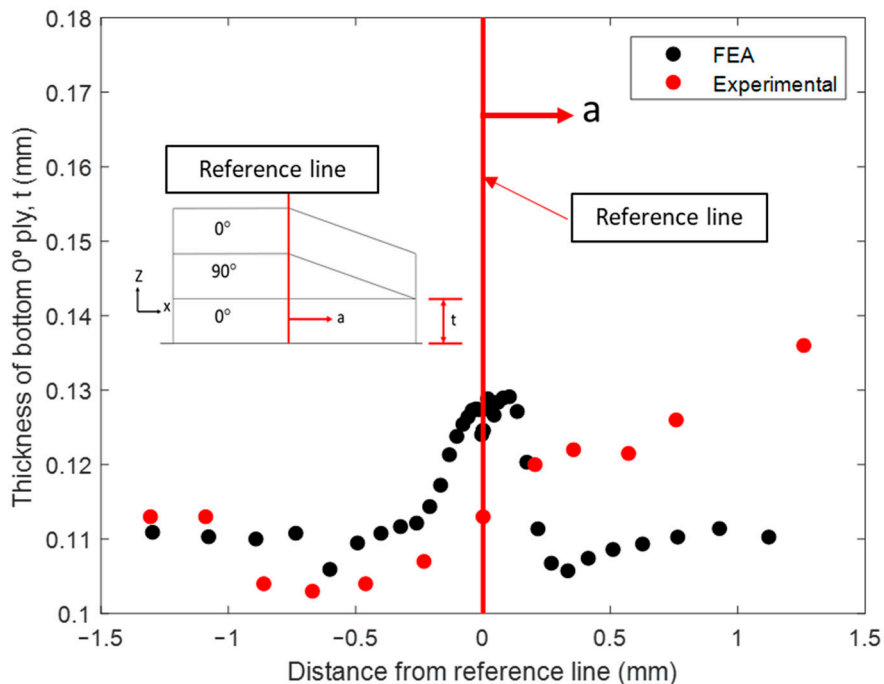 0.18
0.17
0.16
0.15
0.14
0.13
0.12
0.11
0.1
Thickness of bottom 0º ply, t (mm)
FEA
Experimental
a
Reference line
Reference line
0°
90°
0°
Z
x
a
t
−1.5
−1
−0.5
0
0.5
1
1.5
Distance from reference line (mm)